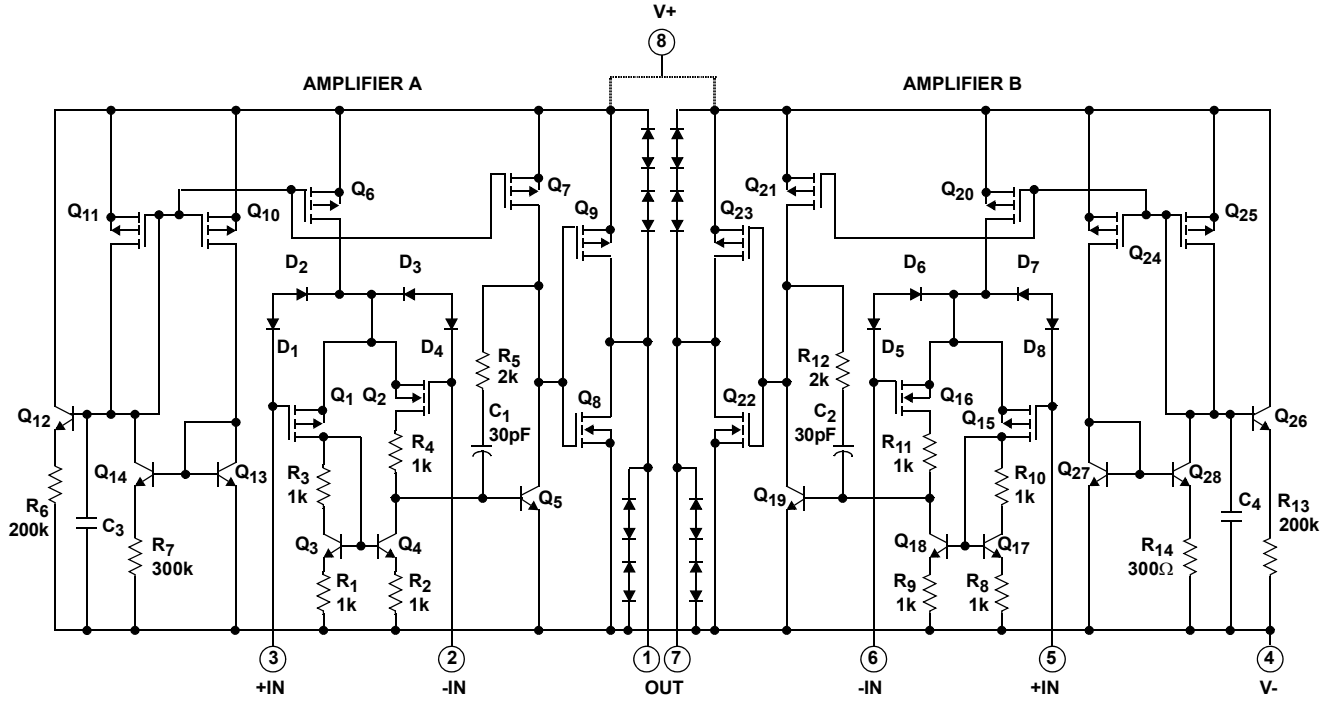 V+
8
AMPLIFIER A
AMPLIFIER B
Q6
Q7
Q21
Q20
Q11
Q10
Q9
Q23
Q24
Q25
D2
D3
D6
D7
D1
D4
D5
D8
R5
2k
R12
2k
Q1
Q2
Q8
Q22
Q16
Q15
Q12
Q26
C1
30pF
C2
30pF
R4
1k
R11
1k
Q14
Q13
R3
1k
R10
1k
Q27
Q28
Q5
Q19
R6
200k
C3
R7
300k
Q3
Q4
Q18
Q17
C4
R13
200k
R14
300Ω
R1
1k
R2
1k
R9
1k
R8
1k
3
2
1
7
6
5
4
+IN
-IN
OUT
-IN
+IN
V-